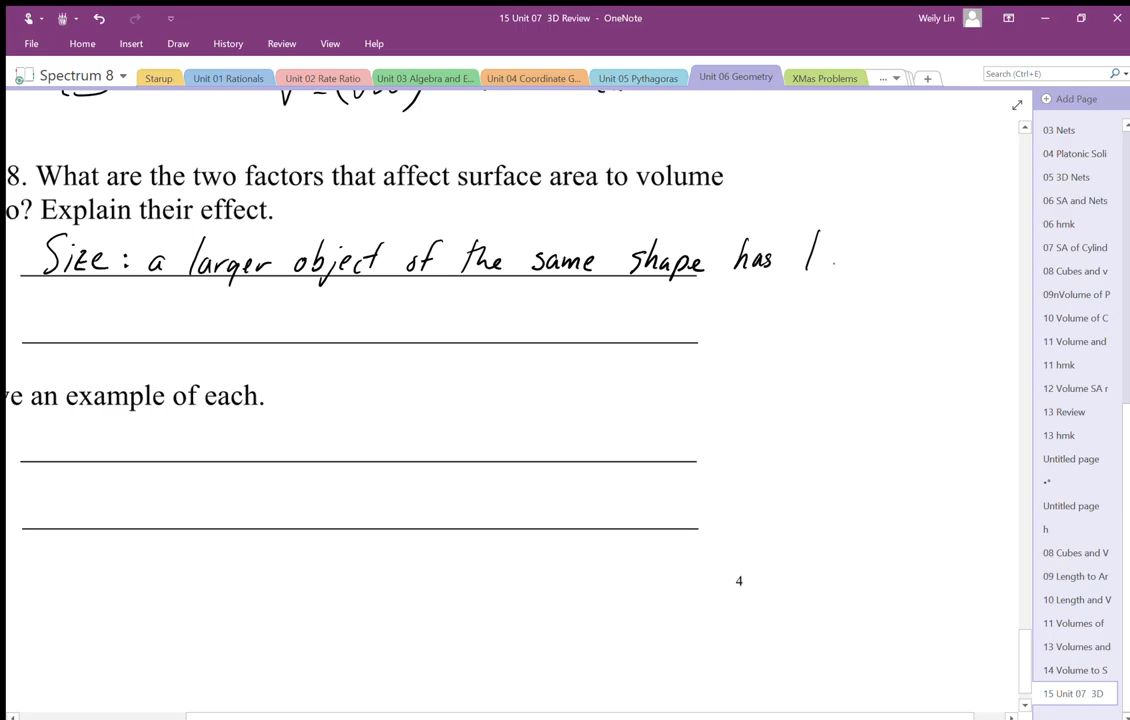 15 Unit 07 3D Review - OneNote
Weily Lin
File Home Insert Draw History Review View Help
Spectrum 8
Starup
Unit 01 Rationals
Unit 02 Rate Ratio
Unit 03 Algebra and E...
Unit 04 Coordinate G...
Unit 05 Pythagoras
Unit 06 Geometry
XMas Problems
...
Search (Ctrl+E)
8. What are the two factors that affect surface area to volume
o? Explain their effect.
Size: a larger object of the same shape has
e an example of each.
4
Add Page
03 Nets
04 Platonic Soli
05 3D Nets
06 SA and Nets
06 hmk
07 SA of Cylind
08 Cubes and v
09nVolume of P
10 Volume of C
11 Volume and
11 hmk
12 Volume SA r
13 Review
13 hmk
Untitled page
•*
Untitled page
h
08 Cubes and V
09 Length to Ar
10 Length and V
11 Volumes of
13 Volumes and
14 Volume to S
15 Unit 07 3D